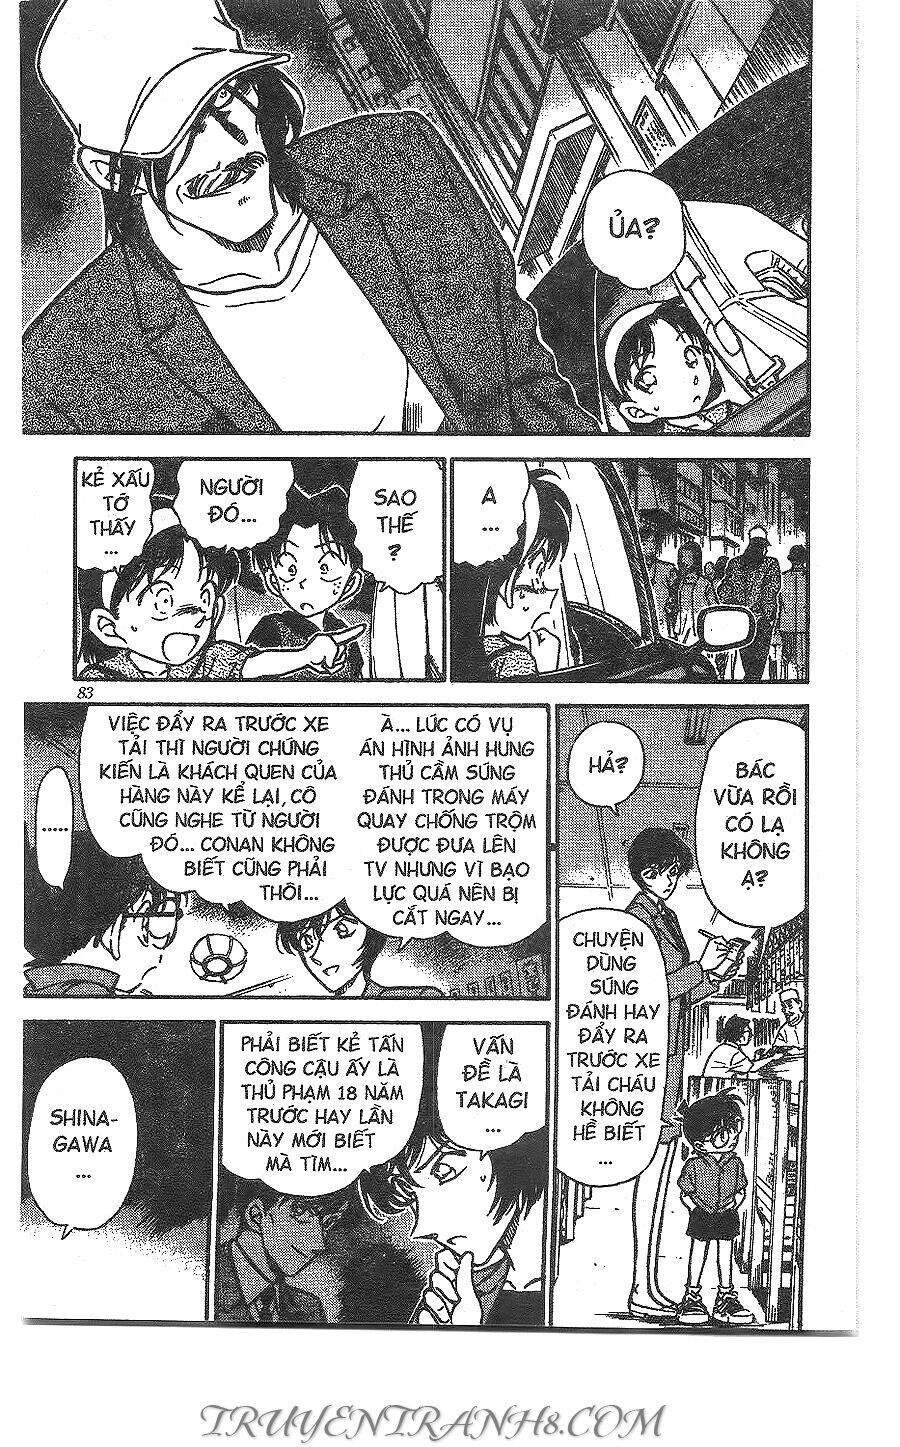 ỦA?
A
...
SAO
THẾ
?
NGƯỜI
ĐÓ...
KẺ XẤU
TỚ
THẤY
...
83
BÁC
VỪA RỒI
CÓ LẠ
KHÔNG
Ạ?
HẢ?
CHUYỆN
DÙNG
SÚNG
ĐÁNH HAY
ĐẨY RA
TRƯỚC XE
TẢI CHÁU
KHÔNG
HỀ BIẾT
...
À... LÚC CÓ VỤ
ÁN HÌNH ẢNH HUNG
THỦ CẦM SÚNG
ĐÁNH TRONG MÁY
QUAY CHỐNG TRỘM
ĐƯỢC ĐƯA LÊN
TV NHƯNG VÌ BẠO
LỰC QUÁ NÊN BỊ
CẮT NGAY...
VIỆC ĐẨY RA TRƯỚC XE
TẢI THÌ NGƯỜI CHỨNG
KIẾN LÀ KHÁCH QUEN CỦA
HÀNG NÀY KỂ LẠI, CÔ
CŨNG NGHE TỪ NGƯỜI
ĐÓ... CONAN KHÔNG
BIẾT CŨNG PHẢI
THÔI...
......
VẤN
ĐỀ LÀ
TAKAGI
...
PHẢI BIẾT KẺ TẤN
CÔNG CẬU ẤY LÀ
THỦ PHẠM 18 NĂM
TRƯỚC HAY LẦN
NÀY MỚI BIẾT
MÀ TÌM...
SHINA-
GAWA
...
TRUYENTRANH8.COM